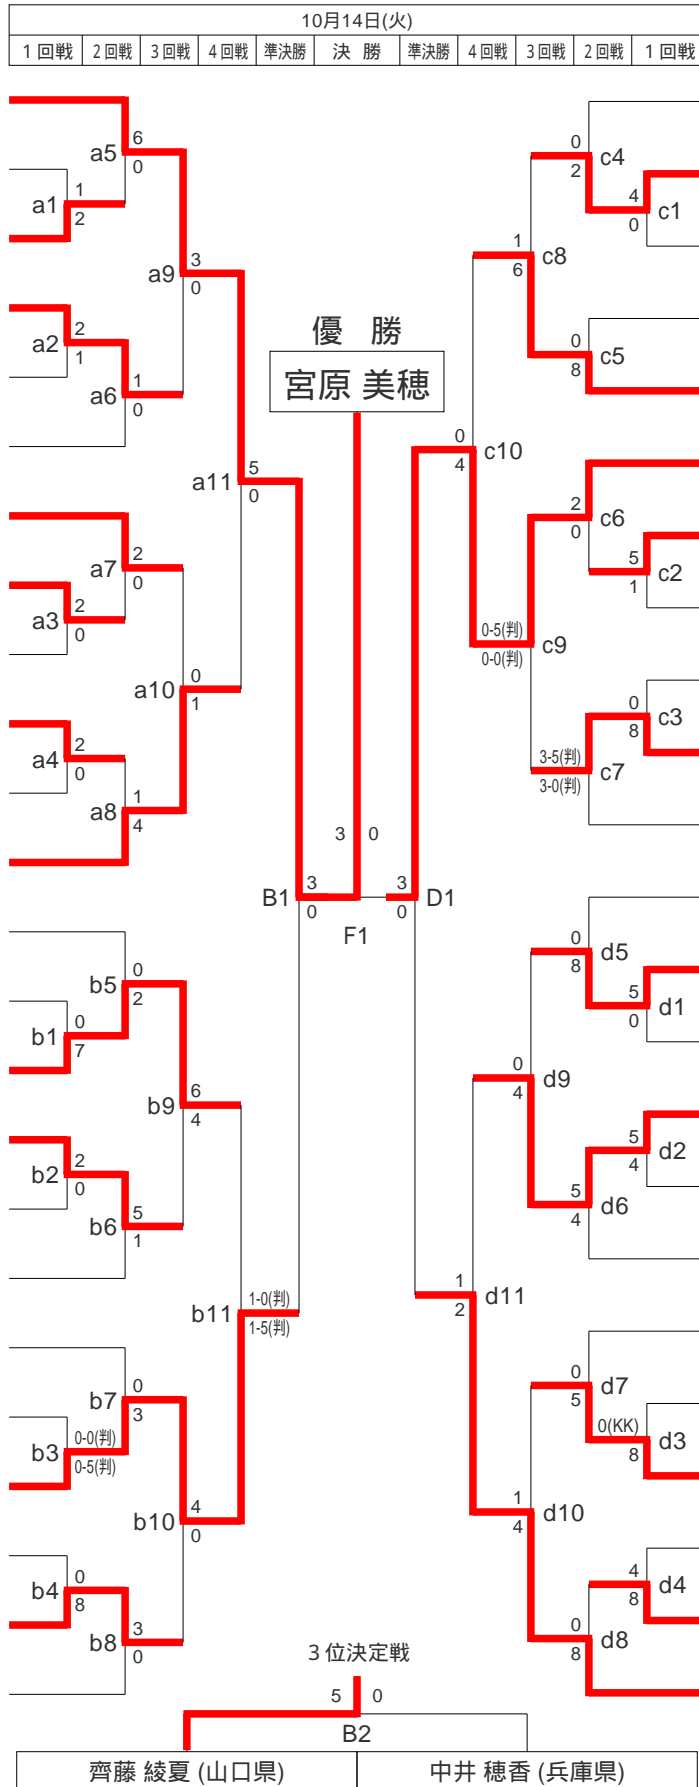 10月14日(火)
1回戦 2回戦 3回戦 4回戦 準決勝 決 勝 準決勝 4回戦 3回戦 2回戦 1回戦
6
a5
0
1
a1
2
3
a9
0
2
a2
1
1
a6
0
5
a11
0
2
a7
0
2
a3
0
0
a10
1
2
a4
0
1
a8
4
0
c4
2
4
c1
0
1
c8
6
0
c5
8
優 勝
宮原 美穂
0
c10
4
2
c6
0
5
c2
1
0-5(判)
c9
0-0(判)
0
c3
8
3-5(判)
c7
3-0(判)
3 0
B1
3
0
F1
3
D1
0
0
b5
2
0
b1
7
6
b9
4
2
b2
0
5
b6
1
1-0(判)
b11
1-5(判)
0
b7
3
0-0(判)
b3
0-5(判)
4
b10
0
0
b4
8
3
b8
0
0
d5
8
5
d1
0
0
d9
4
5
d2
4
5
d6
4
1
d11
2
0
d7
5
0(KK)
d3
8
1
d10
4
4
d4
8
0
d8
8
3位決定戦
5 0
B2
齊藤 綾夏 (山口県) 中井 穂香 (兵庫県)